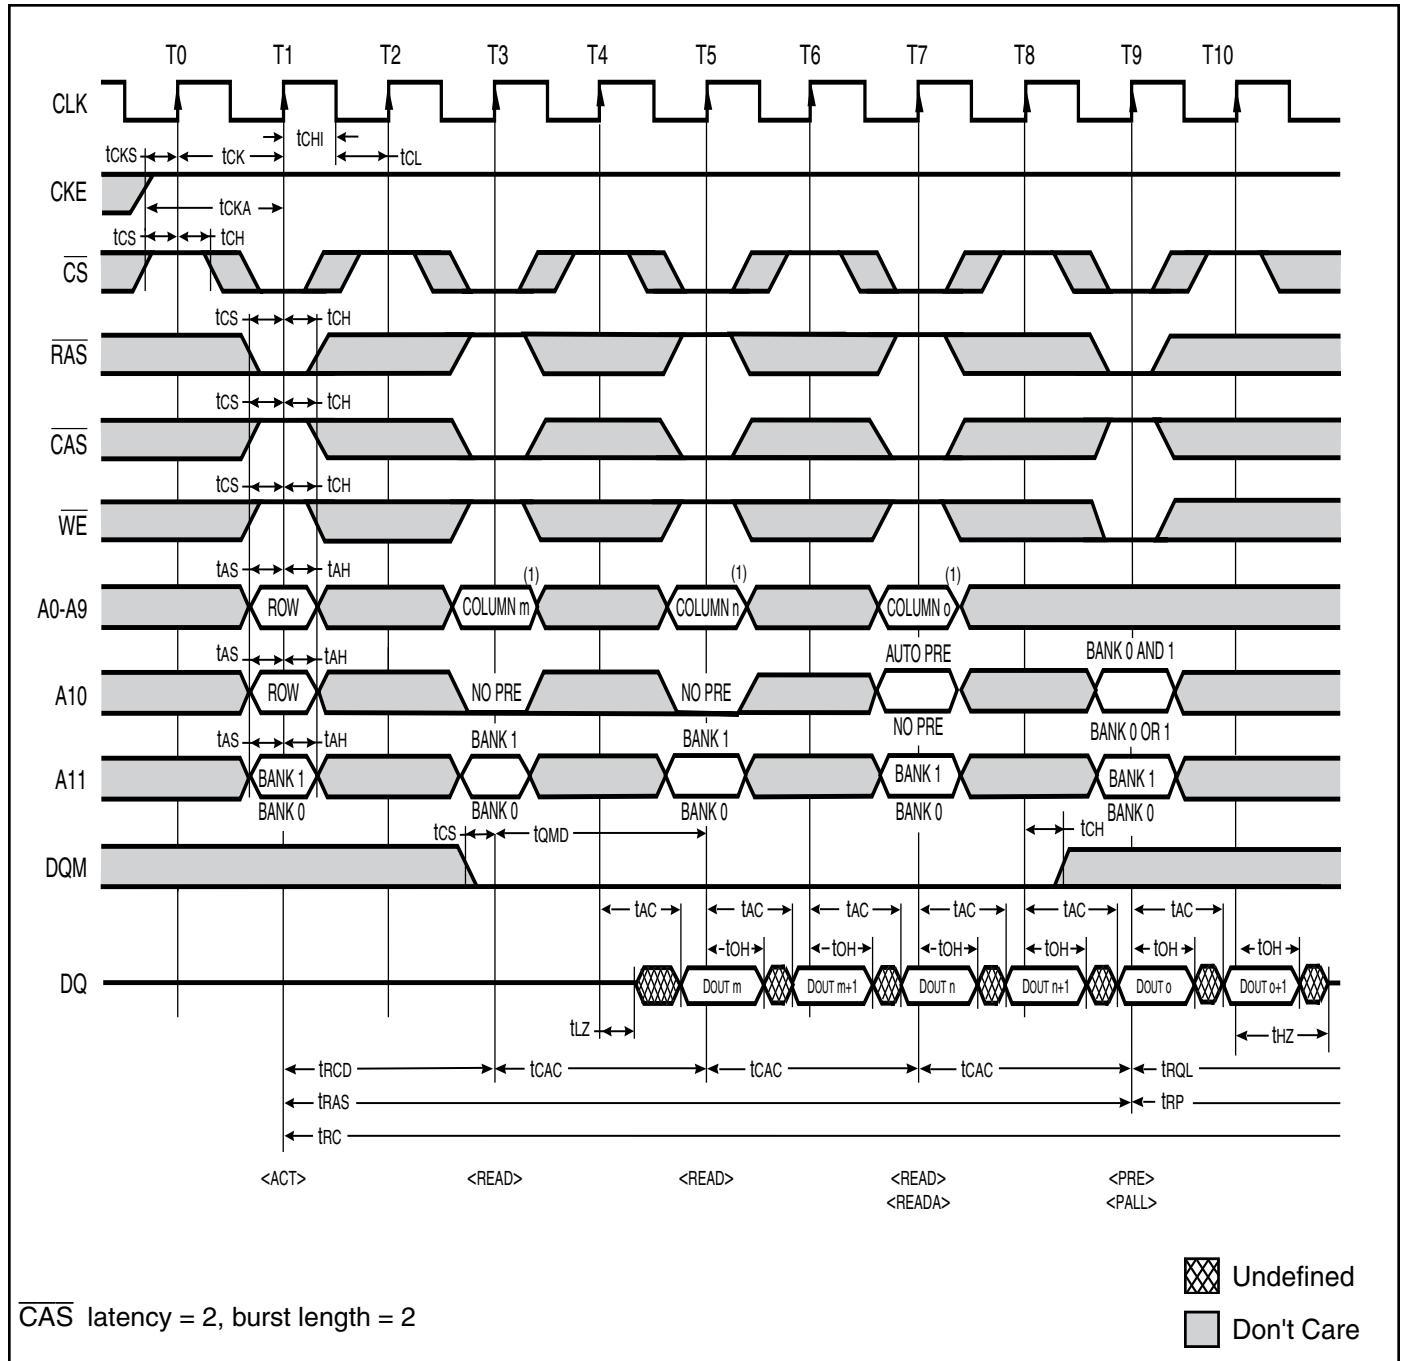 T0 T1 T2 T3 T4 T5 T6 T7 T8 T9 T10
CLK
tCHI
tCKS tCK tCL
CKE
tCKA
tCS tCH
CS
tCS tCH
RAS
tCS tCH
CAS
tCS tCH
WE
tAS tAH (1) (1) (1)
A0-A9 ROW COLUMN m COLUMN n COLUMN o
tAS tAH AUTO PRE BANK 0 AND 1
A10 ROW NO PRE NO PRE
NO PRE BANK 0 OR 1
tAS tAH BANK 1 BANK 1
A11 BANK 1 BANK 1 BANK 1
BANK 0 BANK 0 BANK 0 BANK 0 BANK 0
tCS tQMD tCH
DQM
tAC tAC tAC tAC tAC tAC
tOH tOH tOH tOH tOH tOH
DQ DOUT m DOUT m+1 DOUT n DOUT n+1 DOUT o DOUT o+1
tLZ tHZ
tRCD tCAC tCAC tCAC tRQL
tRAS tRP
tRC
<ACT> <READ> <READ> <READ> <PRE>
<READA> <PALL>
Undefined
CAS latency = 2, burst length = 2
Don't Care